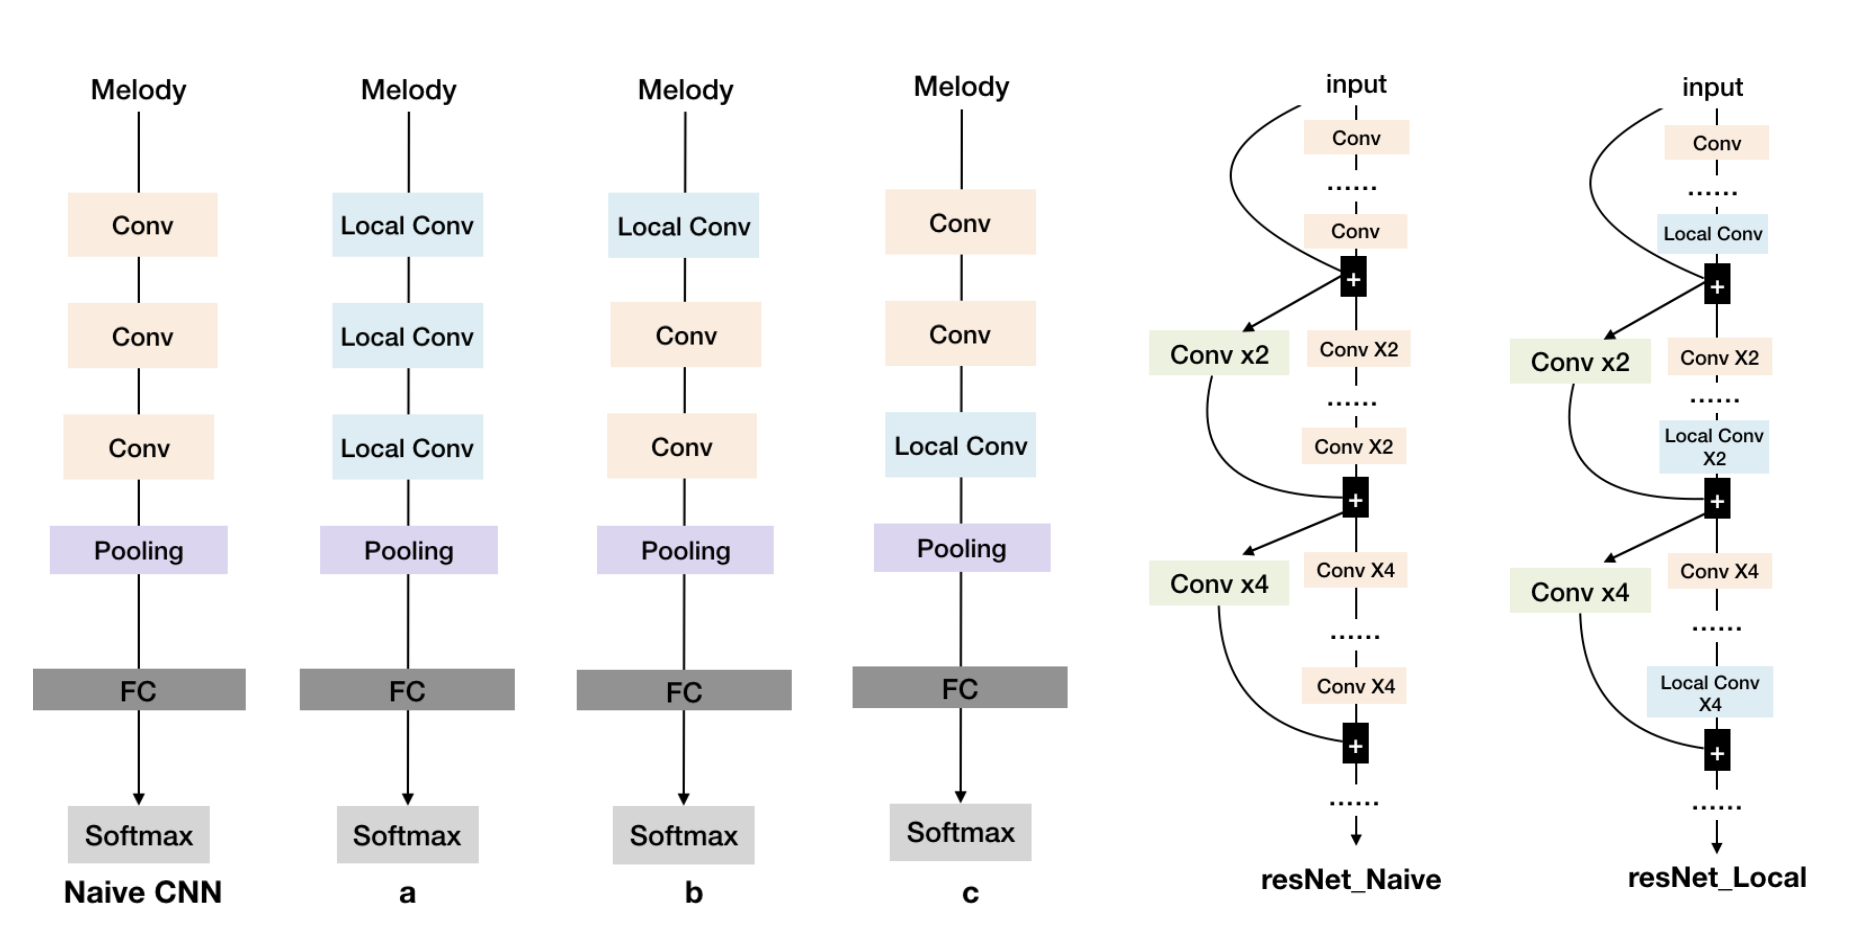 Melody
Conv
Conv
Conv
Pooling
FC
Softmax
Naive CNN
Melody
Local Conv
Local Conv
Local Conv
Pooling
FC
Softmax
a
Melody
Local Conv
Conv
Conv
Pooling
FC
Softmax
b
Melody
Conv
Conv
Local Conv
Pooling
FC
Softmax
c
input
Conv
......
Conv
+
Conv x2
Conv X2
......
Conv X2
+
Conv x4
Conv X4
......
Conv X4
+
......
resNet_Naive
input
Conv
......
Local Conv
+
Conv x2
Conv X2
......
Local Conv
X2
+
Conv x4
Conv X4
......
Local Conv
X4
+
......
resNet_Local